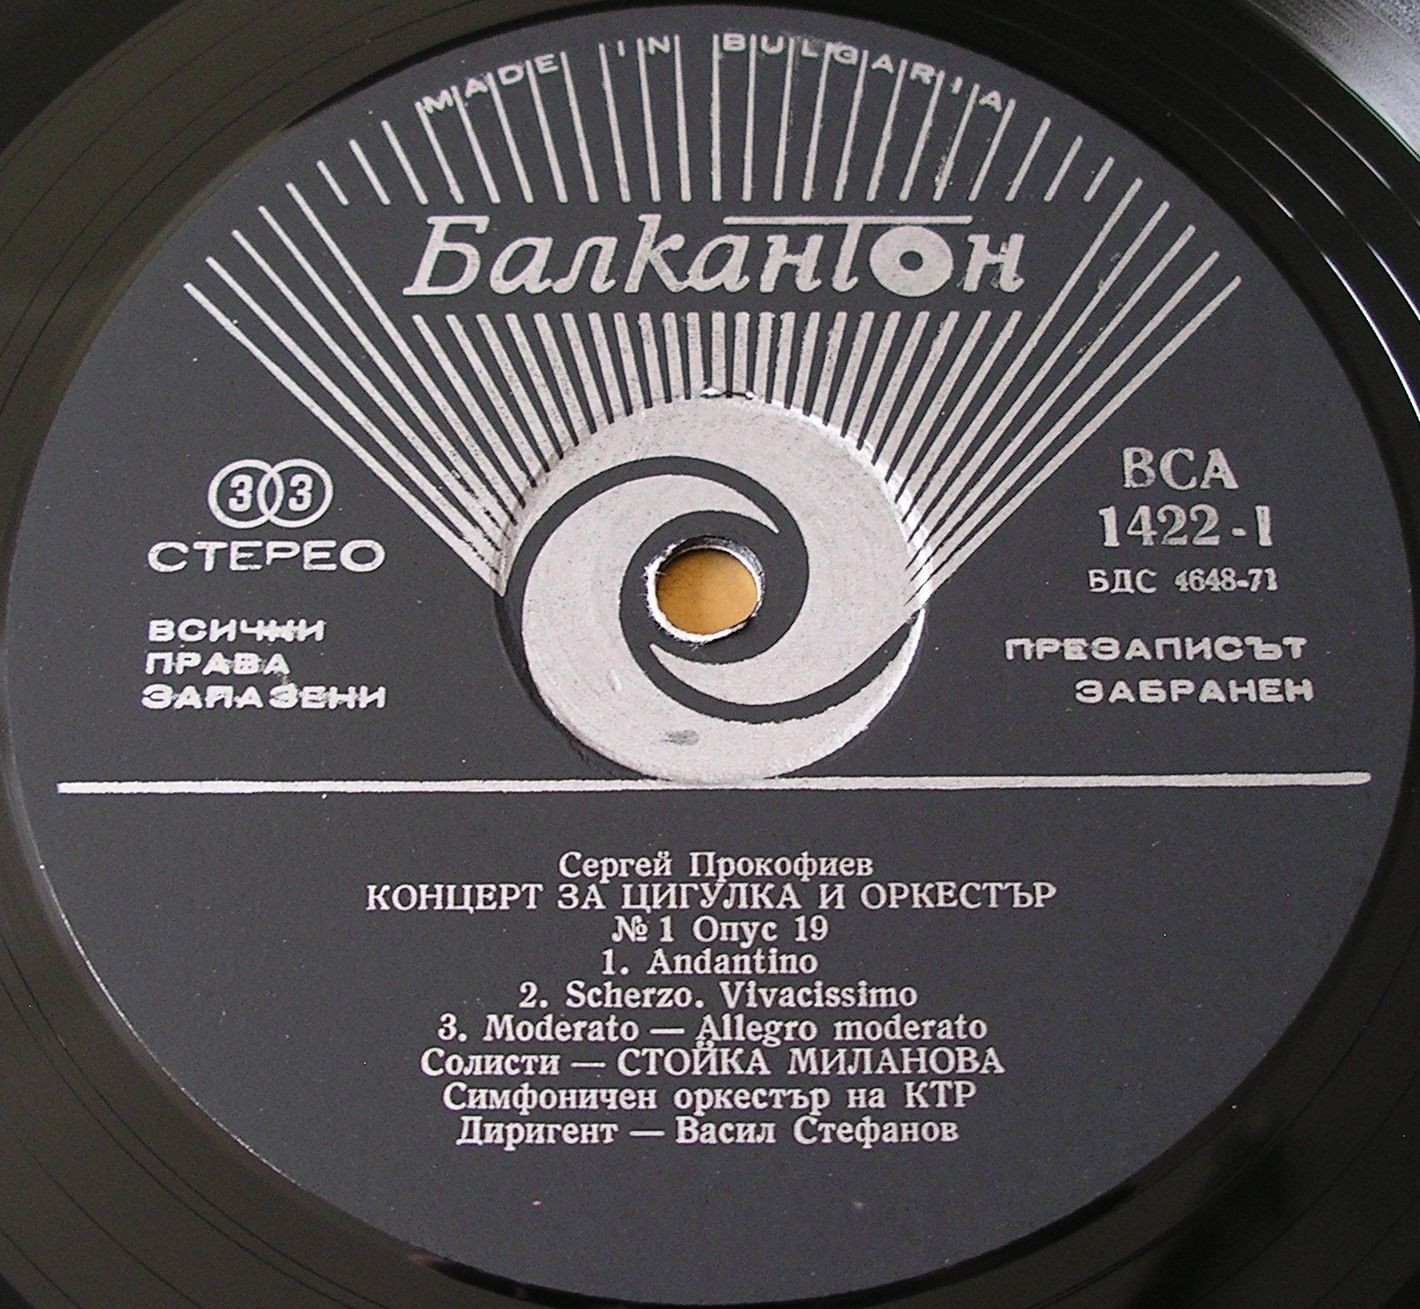 MADE IN BULGARIA
Балкантон
33
СТЕРЕО
ВСИЧКИ
ПРАВА
ЗАПАЗЕНИ
ВСА
1422-I
БДС 4648-71
ПРЕЗАПИСЪТ
ЗАБРАНЕН
Сергей Прокофиев
КОНЦЕРТ ЗА ЦИГУЛКА И ОРКЕСТЪР
№ 1 Опус 19
1. Andantino
2. Scherzo. Vivacissimo
3. Moderato — Allegro moderato
Солисти — СТОЙКА МИЛАНОВА
Симфоничен оркестър на КТР
Диригент — Васил Стефанов